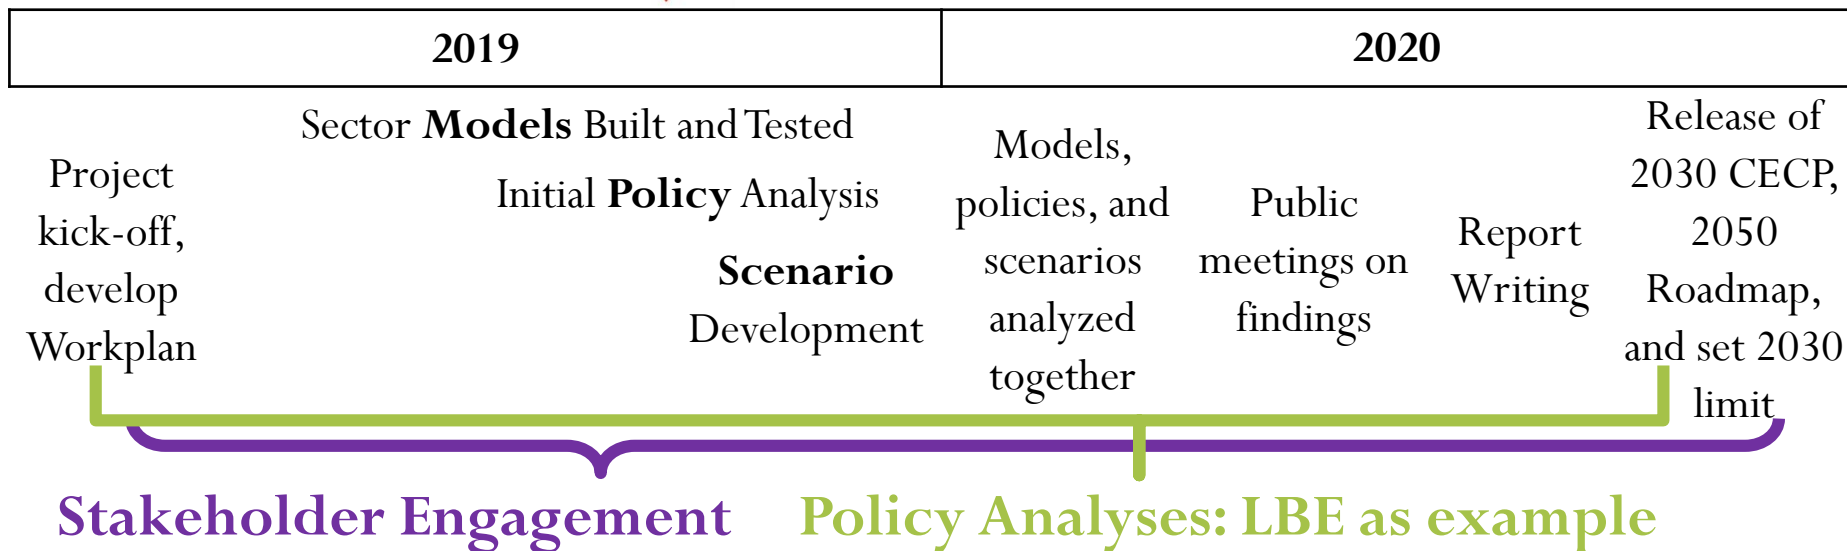 2019
2020
Project
kick-off,
develop
Workplan
Sector Models Built and Tested
Initial Policy Analysis
Scenario
Development
Models,
policies, and
scenarios
analyzed
together
Public
meetings on
findings
Report
Writing
Release of
2030 CECP,
2050
Roadmap,
and set 2030
limit
Stakeholder Engagement
Policy Analyses: LBE as example